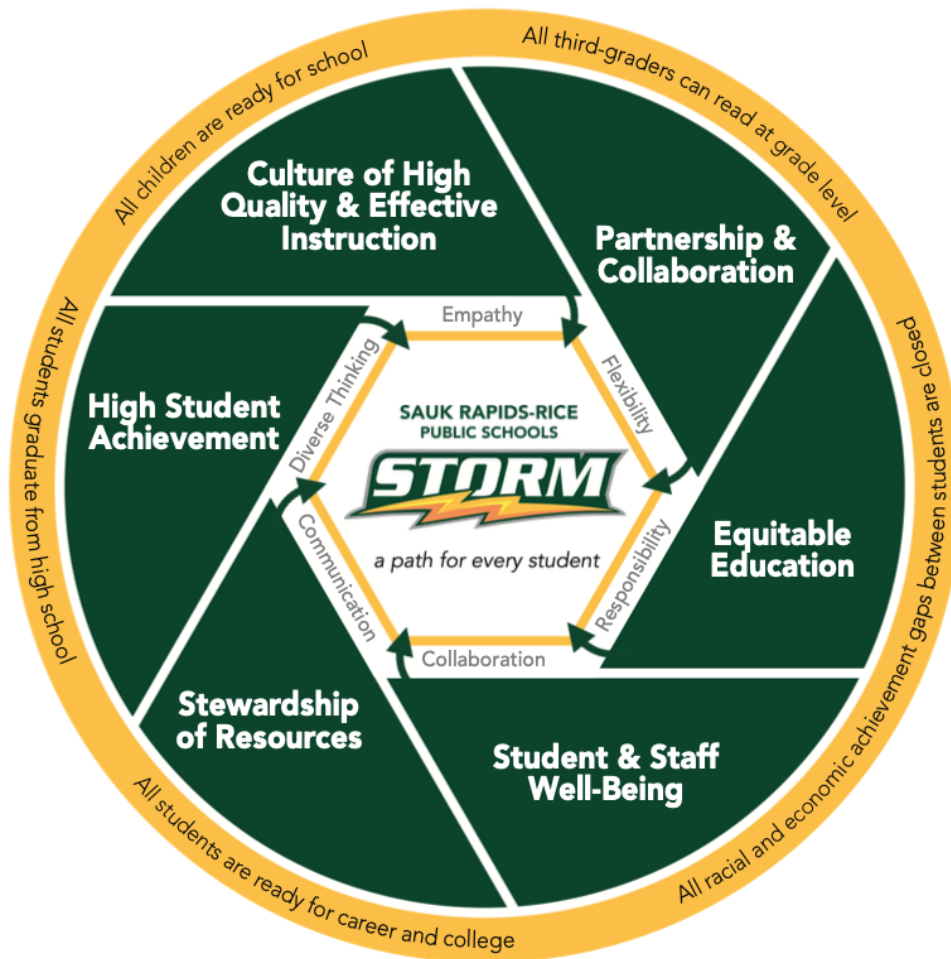 All children are ready for school
All third-graders can read at grade level
All racial and economic achievement gaps between students are closed
All students are ready for career and college
All students graduate from high school
Culture of High
Quality & Effective
Instruction
Partnership &
Collaboration
Equitable
Education
Student & Staff
Well-Being
Stewardship
of Resources
High Student
Achievement
Empathy
Flexibility
Responsibility
Collaboration
Communication
Diverse Thinking
SAUK RAPIDS-RICE
PUBLIC SCHOOLS
STORM
a path for every student